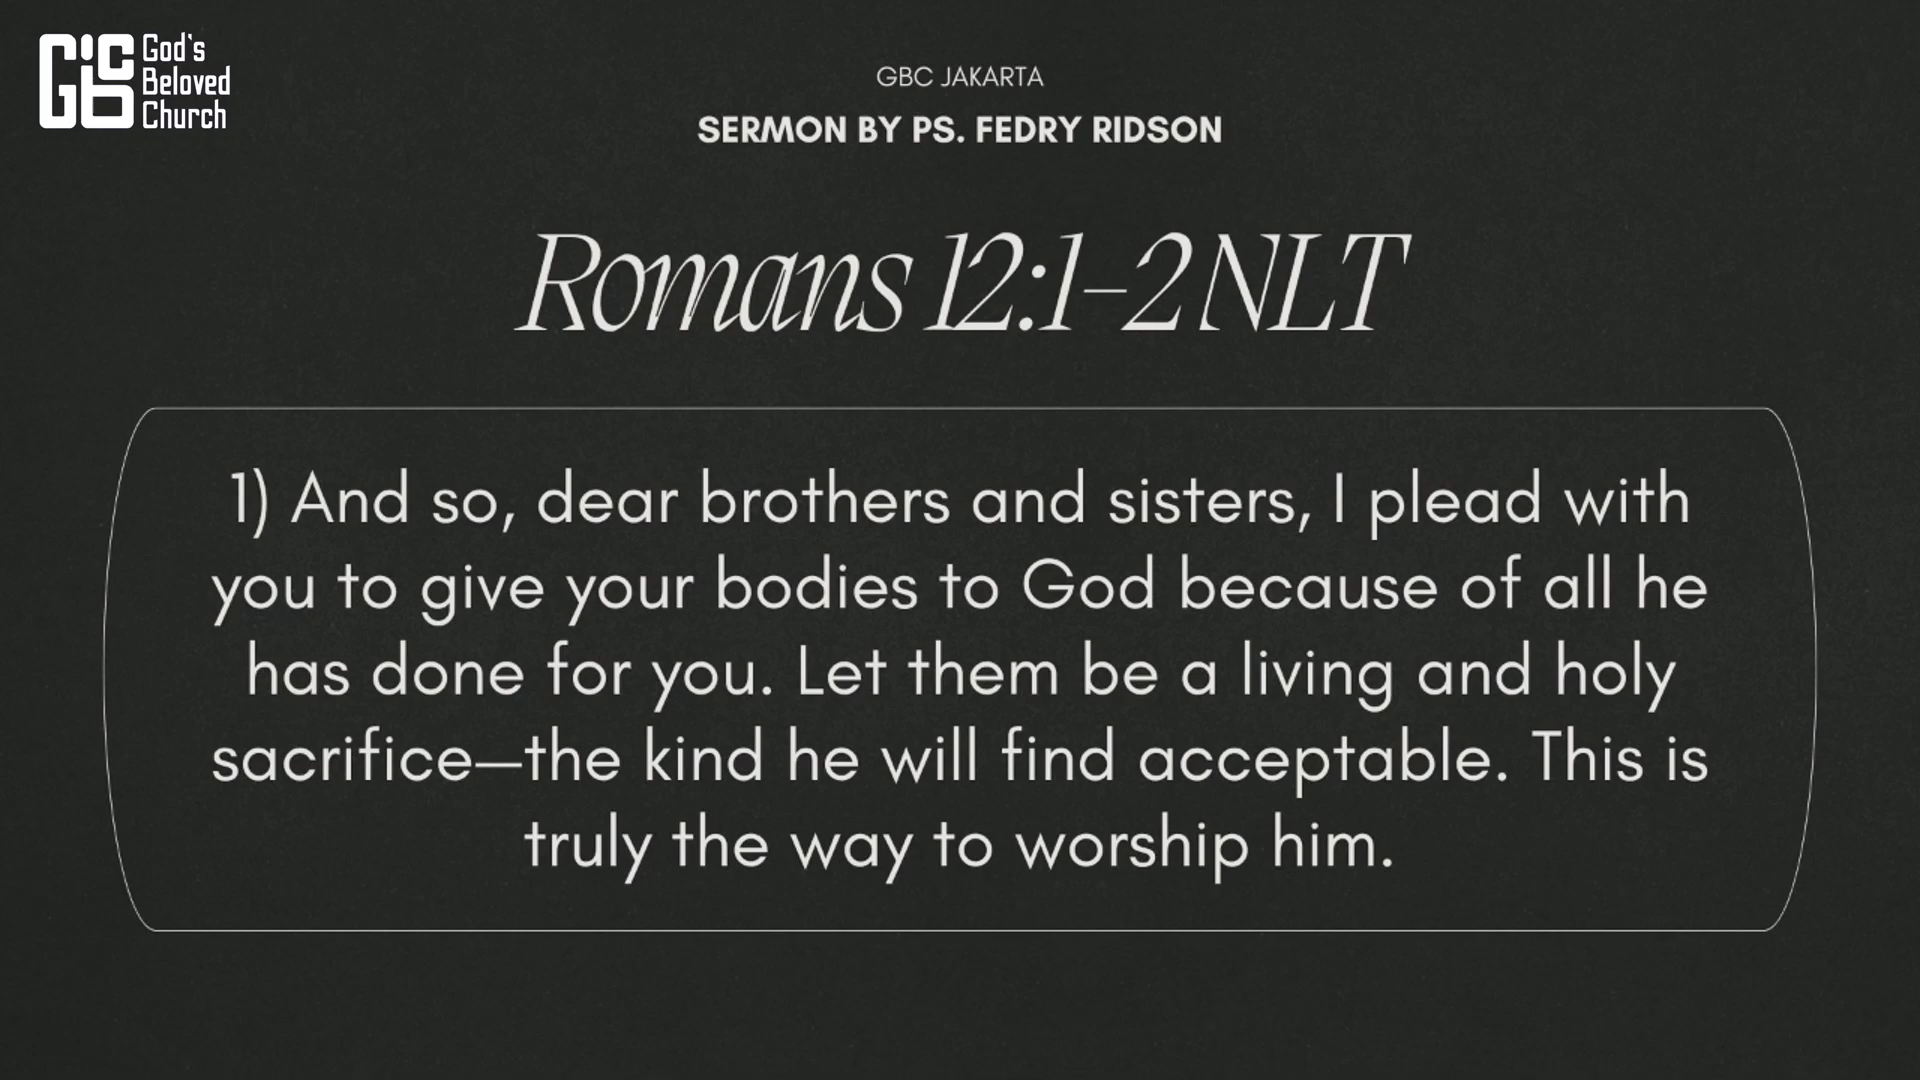 God's
Beloved
Church
GBC JAKARTA
SERMON BY PS. FEDRY RIDSON
Romans 12:1–2 NLT
1) And so, dear brothers and sisters, I plead with
you to give your bodies to God because of all he
has done for you. Let them be a living and holy
sacrifice—the kind he will find acceptable. This is
truly the way to worship him.